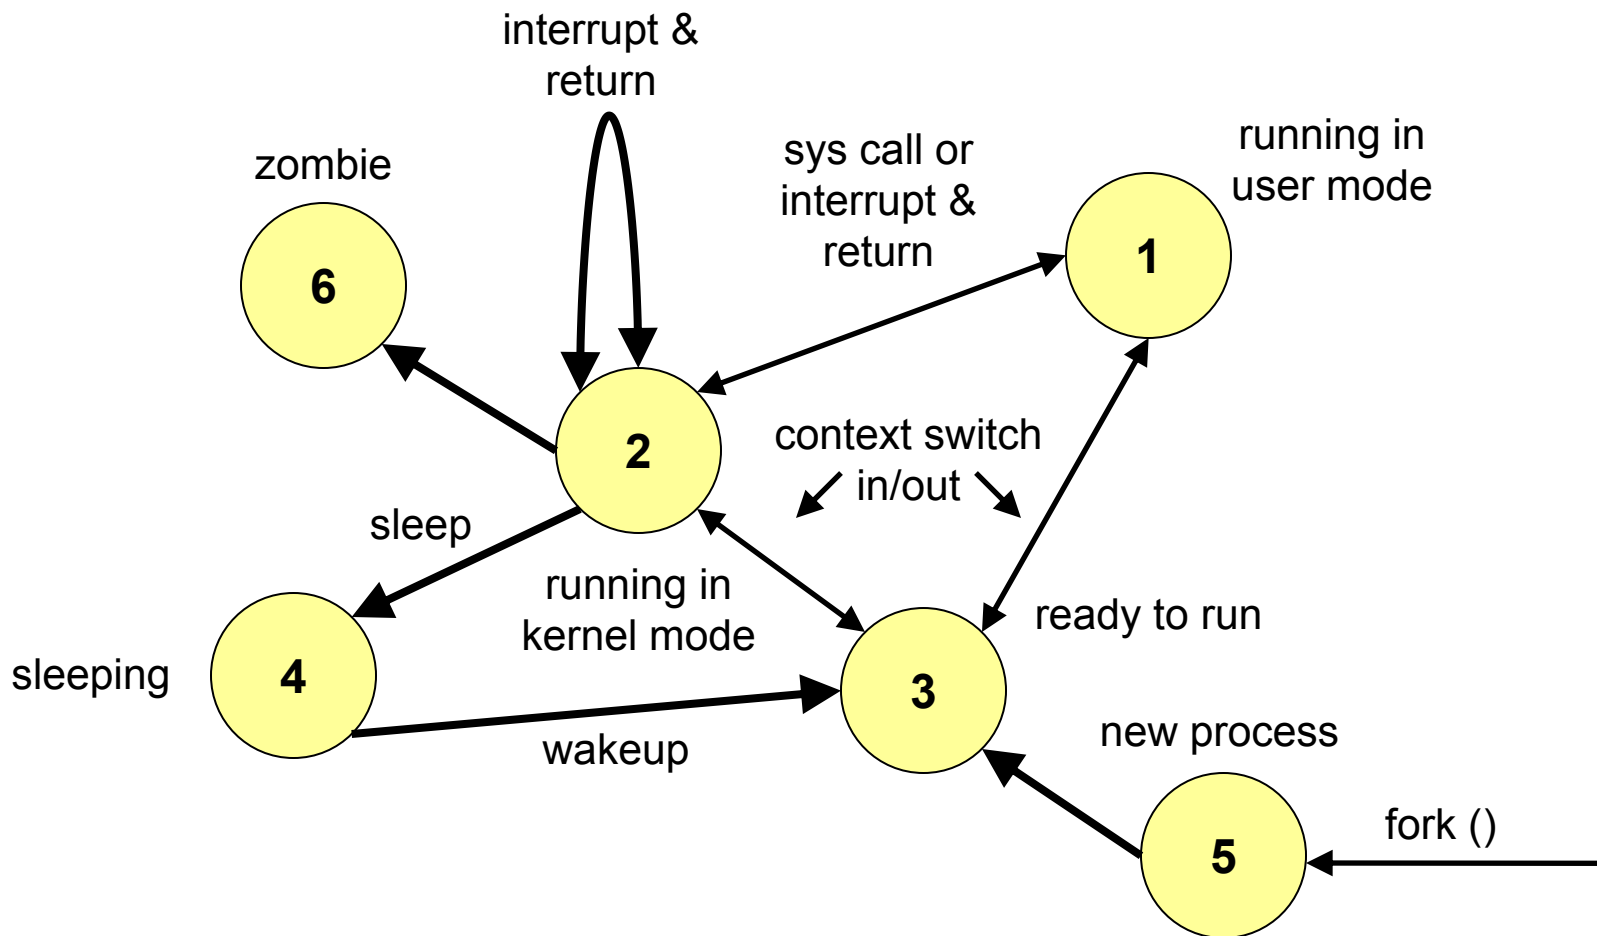 interrupt &
return
zombie
sys call or
interrupt &
return
running in
user mode
1
6
2
context switch
in/out
sleep
running in
kernel mode
ready to run
sleeping
4
3
wakeup
new process
5
fork ()